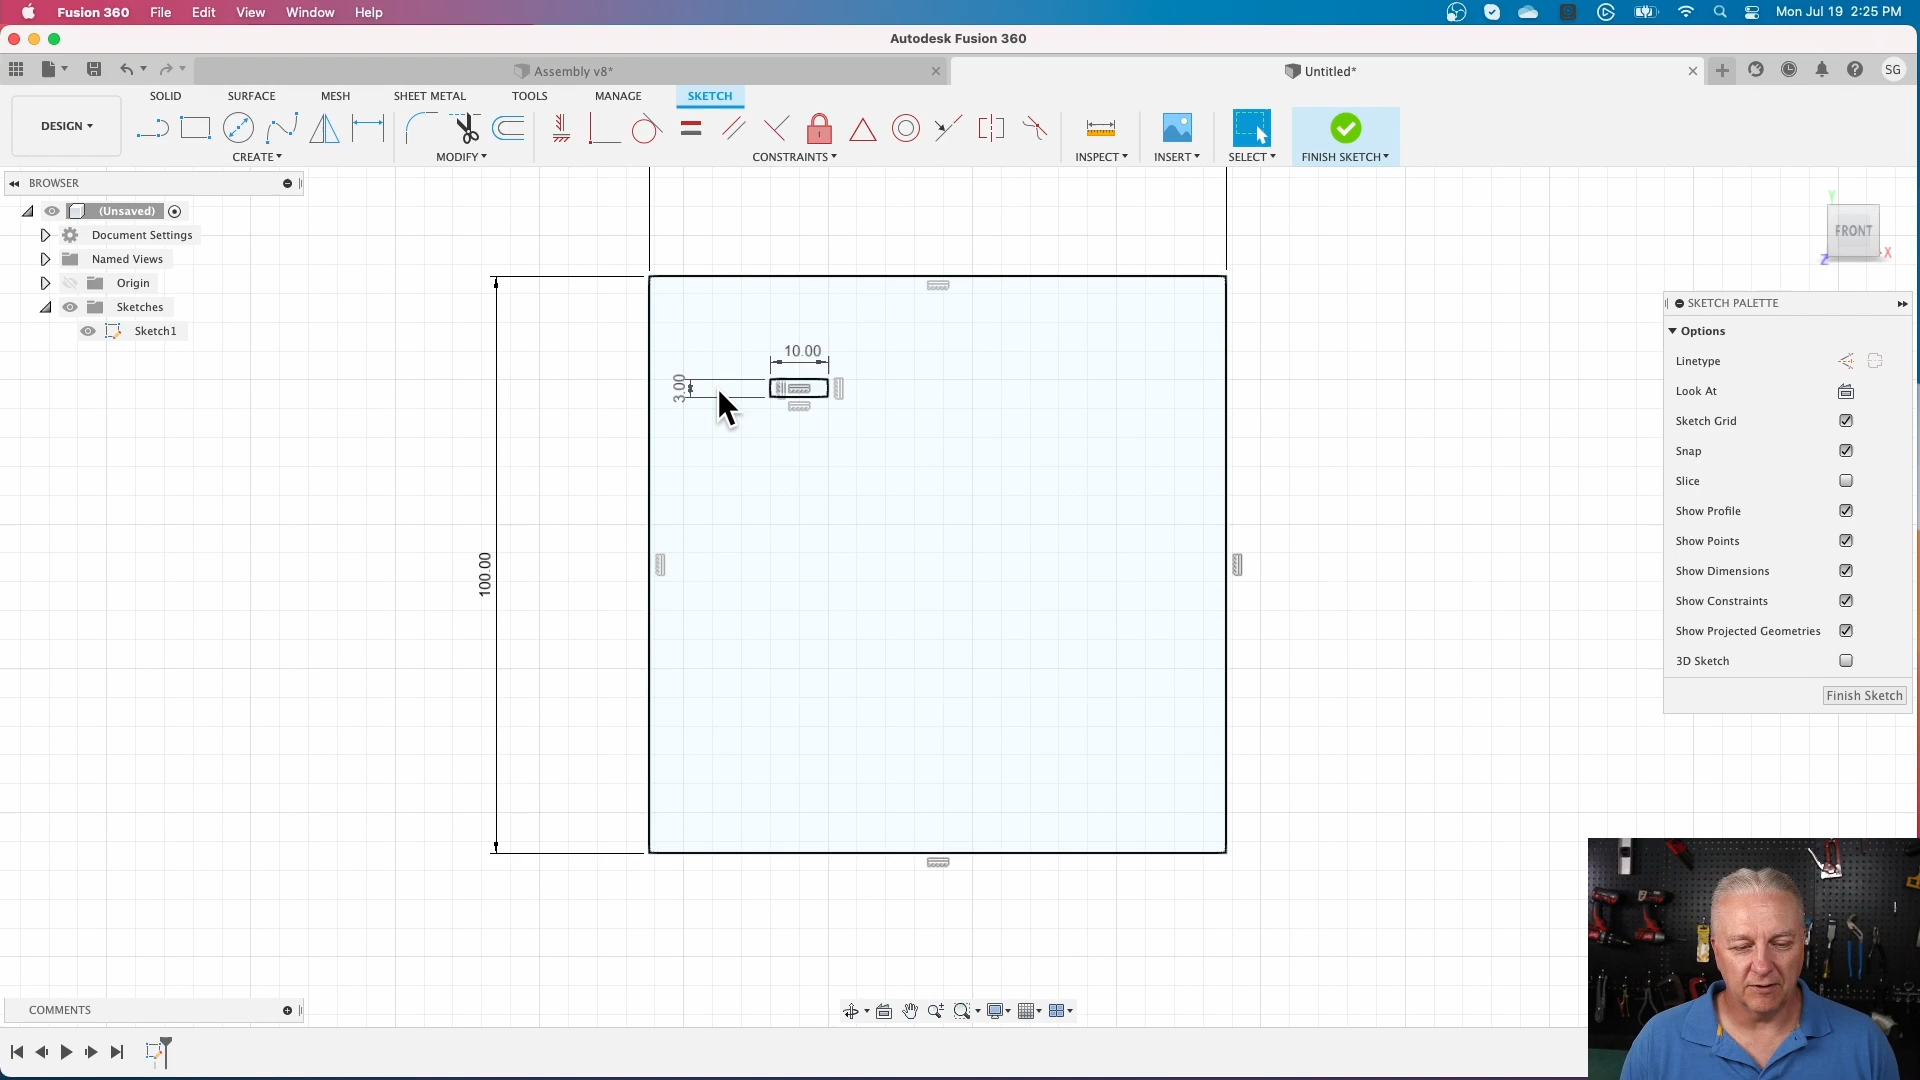 Fusion 360 File Edit View Window Help Mon Jul 19 2:25 PM
Autodesk Fusion 360
Assembly v8* Untitled* SG
SOLID SURFACE MESH SHEET METAL TOOLS MANAGE SKETCH
DESIGN
CREATE MODIFY CONSTRAINTS INSPECT INSERT SELECT FINISH SKETCH
BROWSER
(Unsaved)
Document Settings
Named Views
Origin
Sketches
Sketch1
10.00
3.00
100.00
Y
FRONT
X
Z
SKETCH PALETTE
Options
Linetype
Look At
Sketch Grid
Snap
Slice
Show Profile
Show Points
Show Dimensions
Show Constraints
Show Projected Geometries
3D Sketch
Finish Sketch
COMMENTS